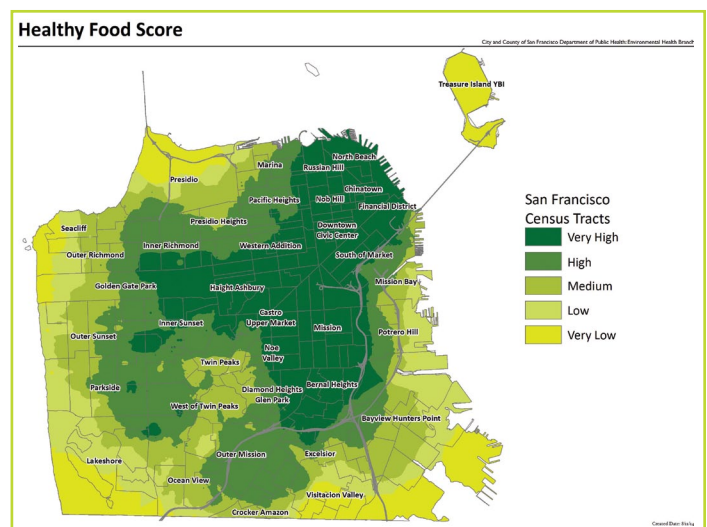 Healthy Food Score
City and County of San Francisco Department of Public Health: Environmental Health Branch
Treasure Island YBI
North Beach
Marina
Russian Hill
Presidio
Chinatown
Pacific Heights
Nob Hill
Financial District
Presidio Heights
Downtown
Civic Center
Seacliff
Inner Richmond
Western Addition
Outer Richmond
South of Market
Golden Gate Park
Haight Ashbury
Mission Bay
Castro
Upper Market
Inner Sunset
Mission
Outer Sunset
Potrero Hill
Noe
Valley
Twin Peaks
Parkside
Diamond Heights
Glen Park
Bernal Heights
West of Twin Peaks
Bayview Hunters Point
Outer Mission
Excelsior
Lakeshore
Ocean View
Visitacion Valley
Crocker Amazon
San Francisco
Census Tracts
Very High
High
Medium
Low
Very Low